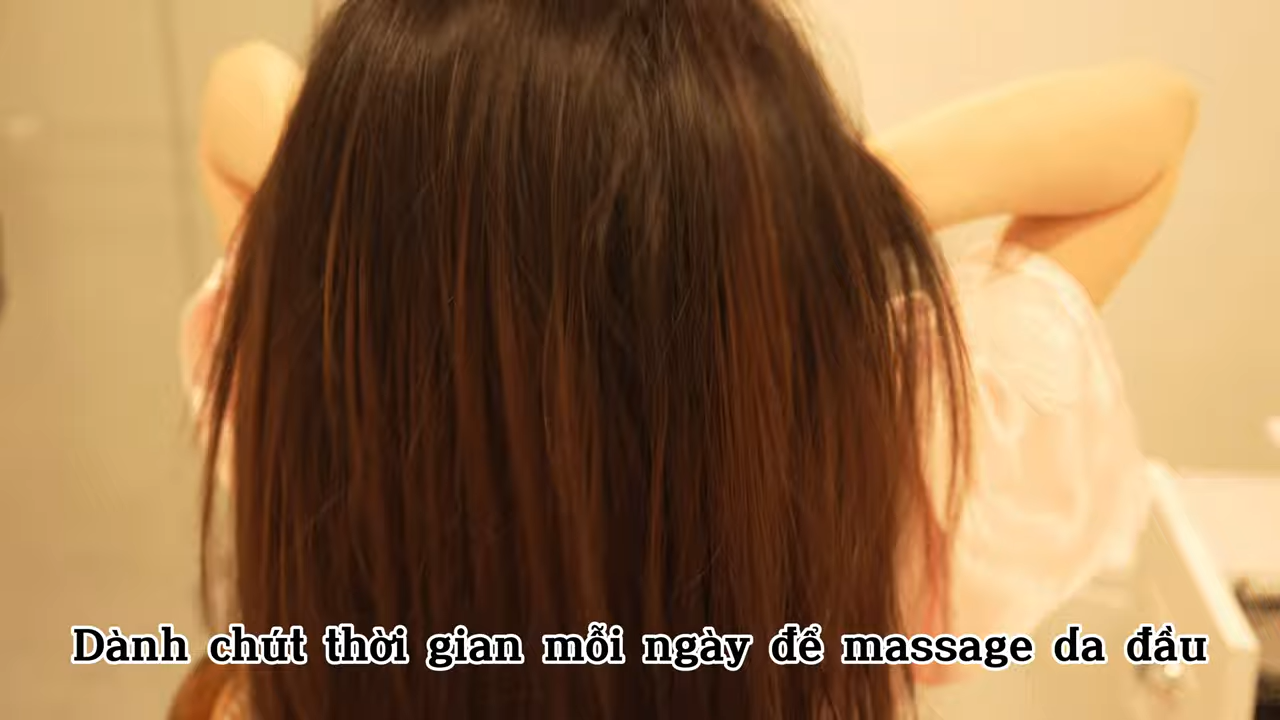 Dành chút thời gian mỗi ngày để massage da đầu